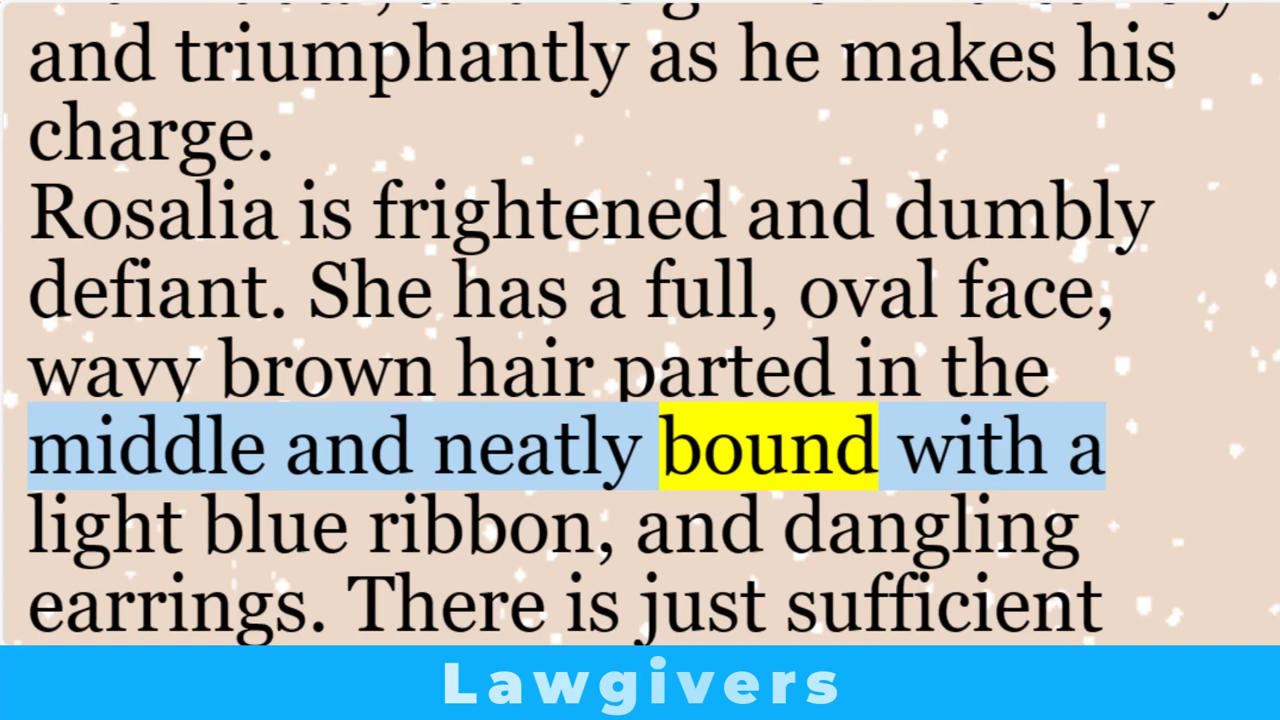 and triumphantly as he makes his
charge.
Rosalia is frightened and dumbly
defiant. She has a full, oval face,
wavy brown hair parted in the
middle and neatly bound with a
light blue ribbon, and dangling
earrings. There is just sufficient
Lawgivers